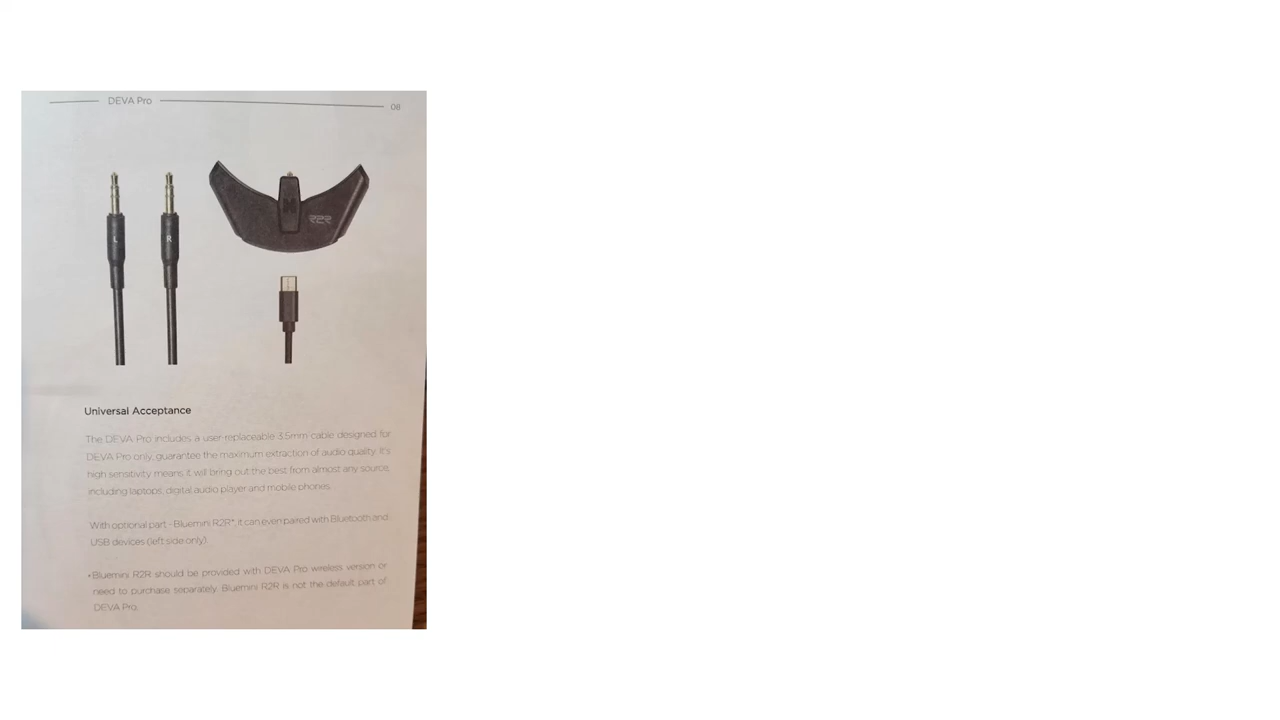 DEVA Pro
08
L
R
R2R
Universal Acceptance
The DEVA Pro includes a user-replaceable 3.5mm cable designed for
DEVA Pro only, guarantee the maximum extraction of audio quality. It's
high sensitivity means, it will bring out the best from almost any source,
including laptops, digital audio player and mobile phones.
With optional part - Bluemini R2R*, it can even paired with Bluetooth and
USB devices (left side only).
•Bluemini R2R should be provided with DEVA Pro wireless version or
need to purchase separately. Bluemini R2R is not the default part of
DEVA Pro.